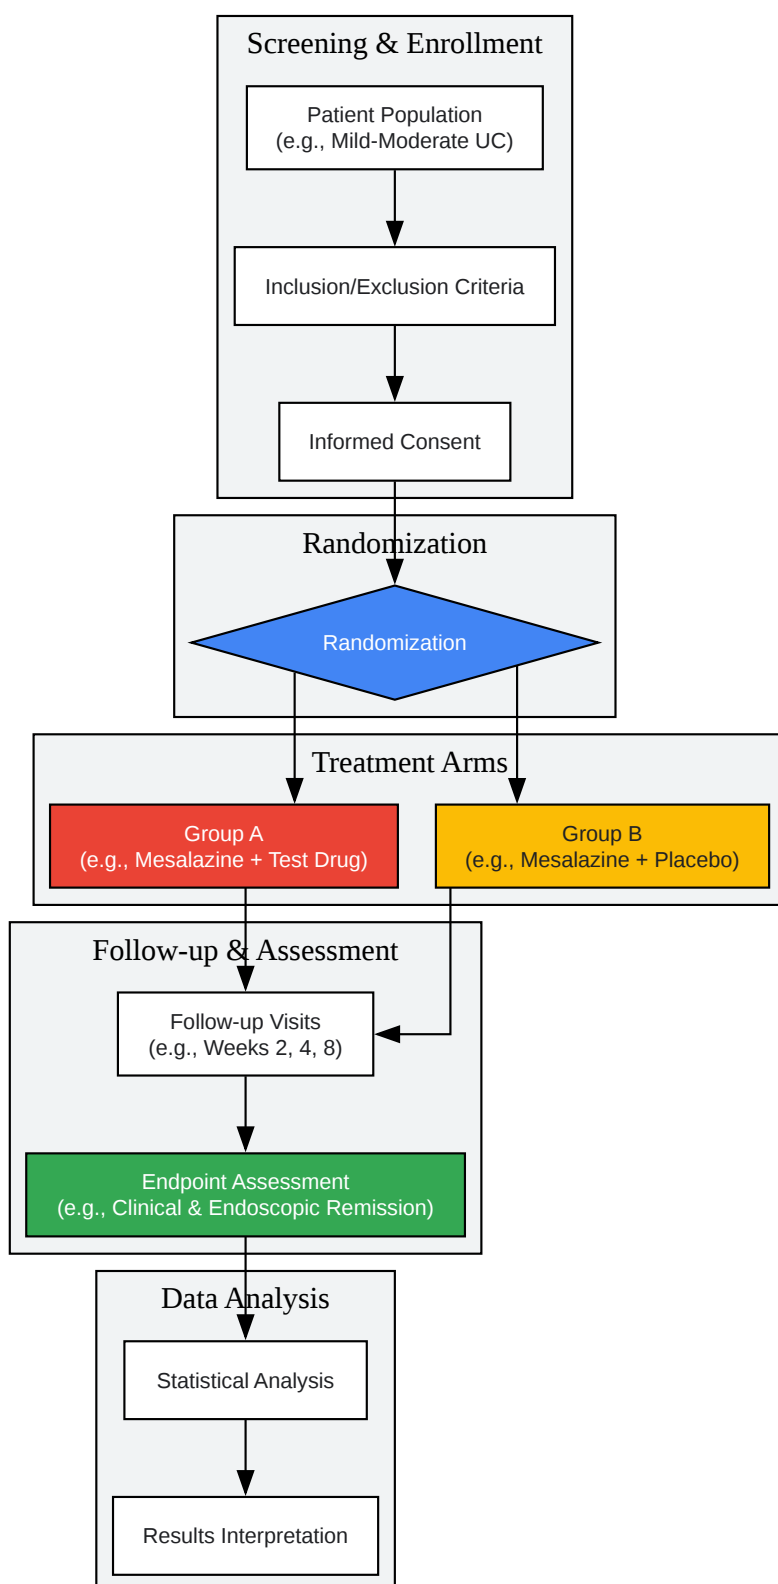 Screening & Enrollment
Patient Population
(e.g., Mild-Moderate UC)
Inclusion/Exclusion Criteria
Informed Consent
Randomization
Randomization
Treatment Arms
Group A
(e.g., Mesalazine + Test Drug)
Group B
(e.g., Mesalazine + Placebo)
Follow-up & Assessment
Follow-up Visits
(e.g., Weeks 2, 4, 8)
Endpoint Assessment
(e.g., Clinical & Endoscopic Remission)
Data Analysis
Statistical Analysis
Results Interpretation